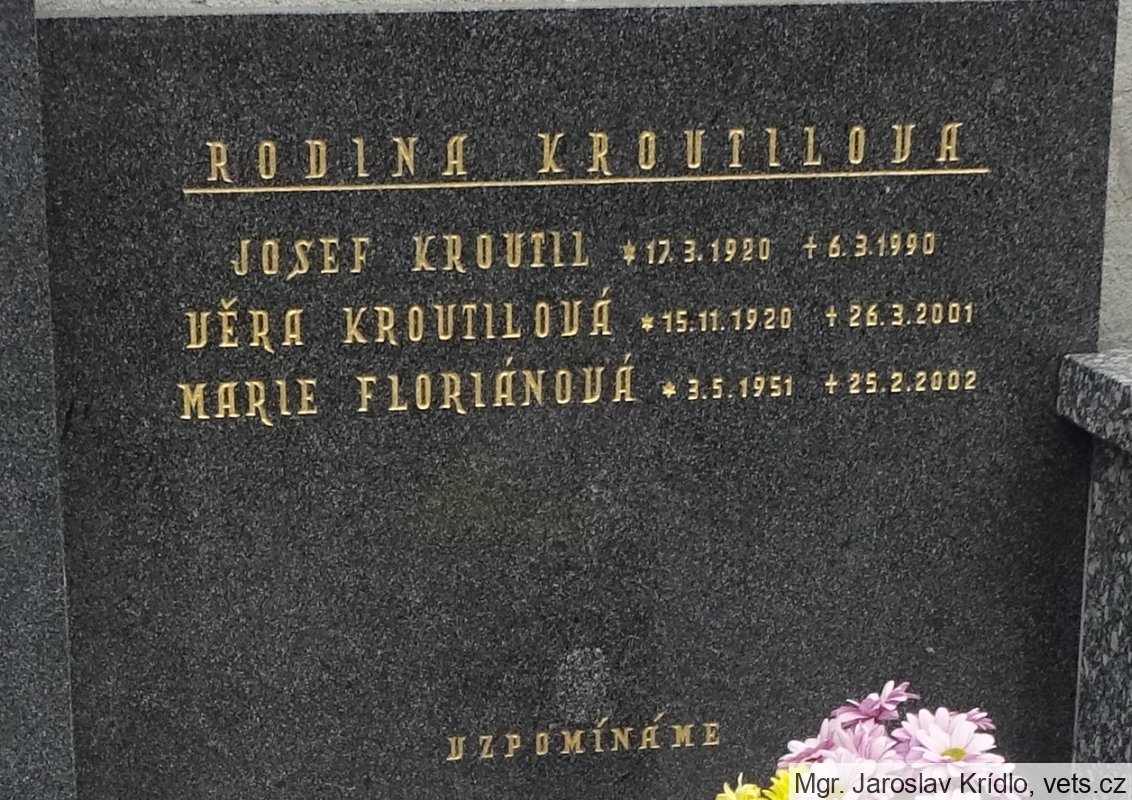 RODINA KROUTILOVA
JOSEF KROUTIL *17.3.1920 +6.3.1990
VĚRA KROUTILOVÁ *15.11.1920 +26.3.2001
MARIE FLORIÁNOVÁ *3.5.1951 +25.2.2002
VZPOMÍNÁME
Mgr. Jaroslav Krídlo, vets.cz